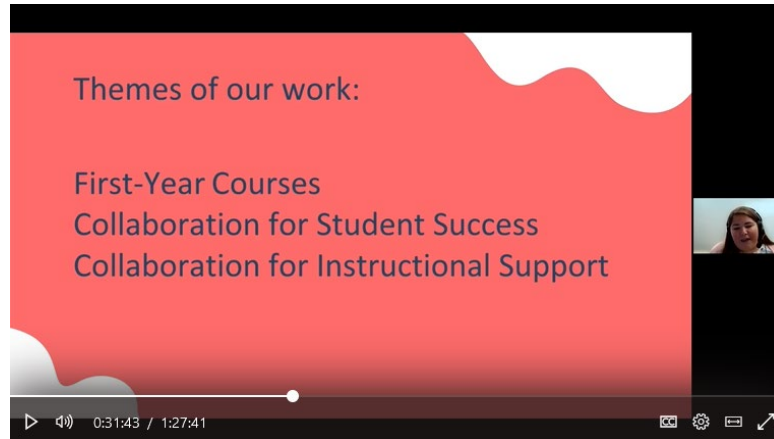 Themes of our work:
First-Year Courses
Collaboration for Student Success
Collaboration for Instructional Support
0:31:43 / 1:27:41
CC